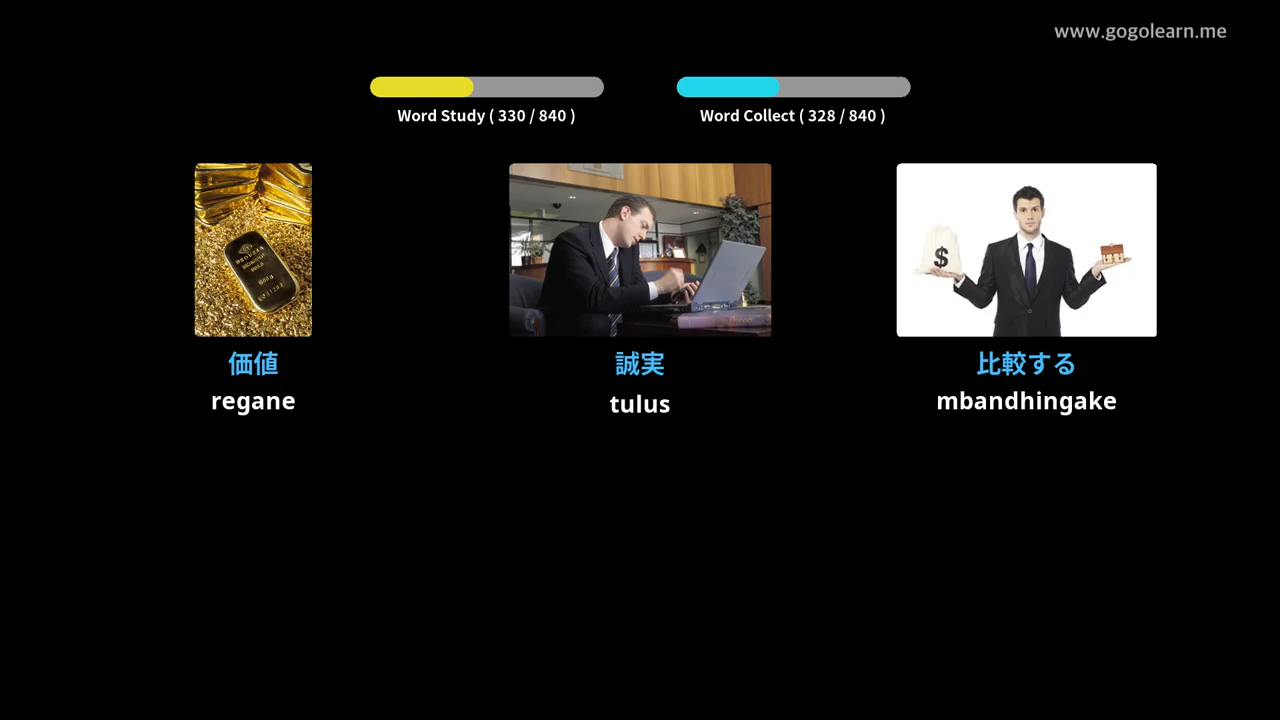 www.gogolearn.me
Word Study ( 330 / 840 )
Word Collect ( 328 / 840 )
$
価値
誠実
比較する
regane
tulus
mbandhingake